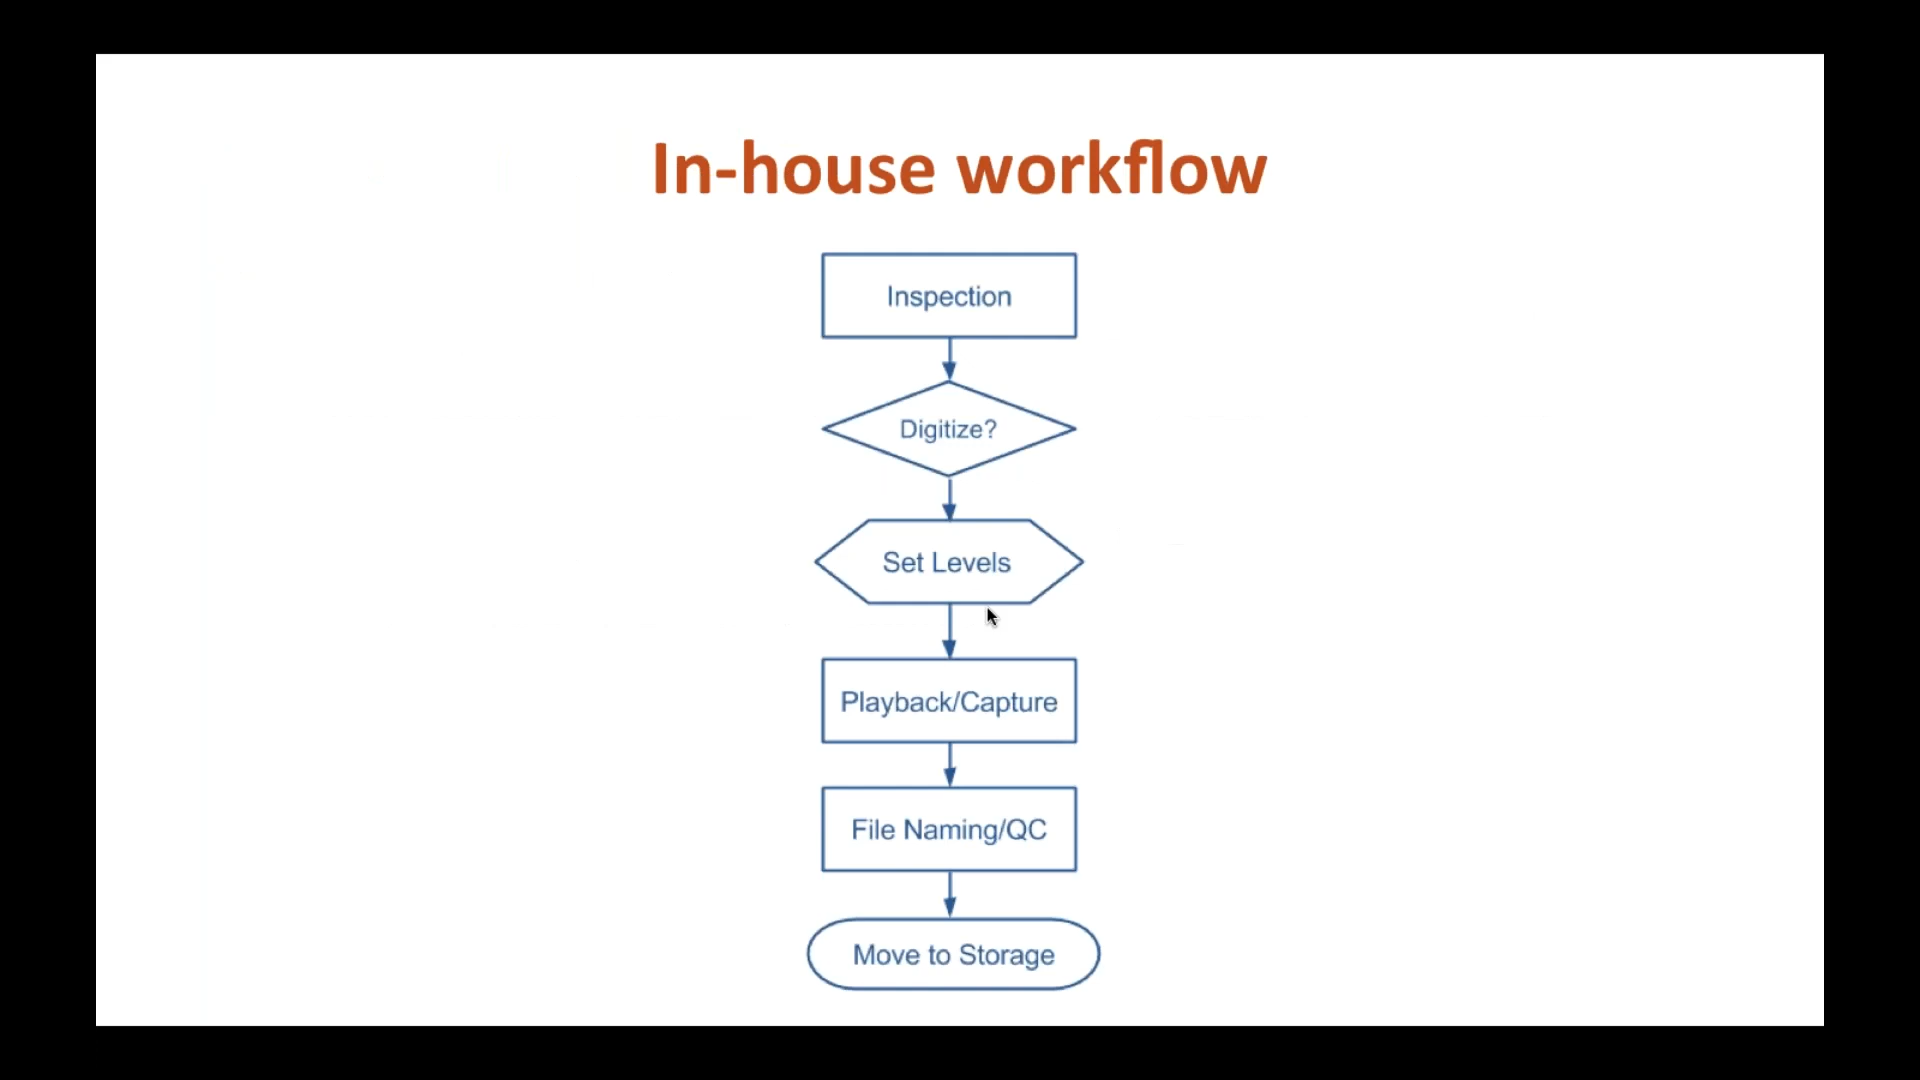 In-house workflow
Inspection
Digitize?
Set Levels
Playback/Capture
File Naming/QC
Move to Storage